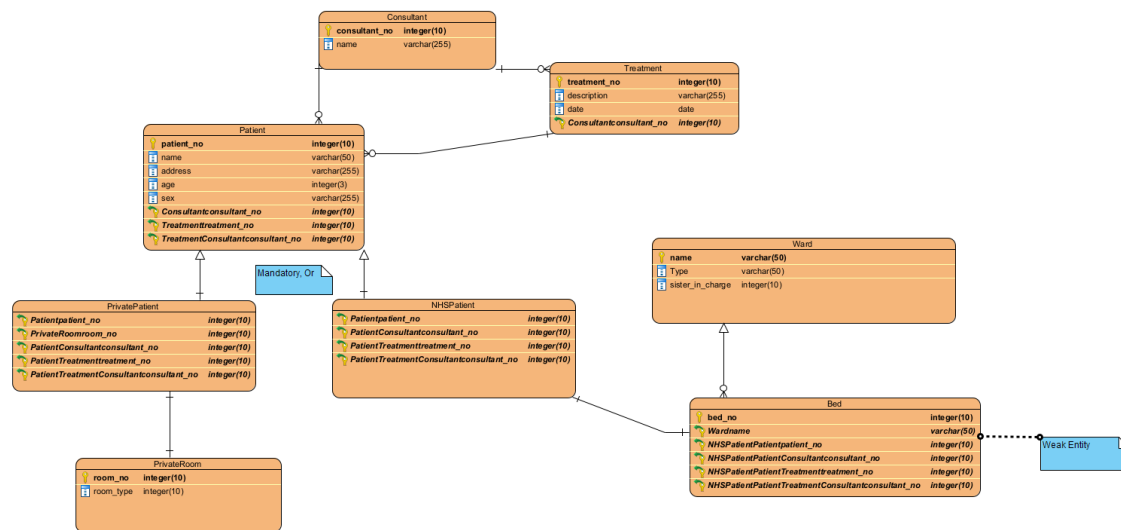 Consultant
consultant_no integer(10)
name varchar(255)
Treatment
treatment_no integer(10)
description varchar(255)
date date
Consultantconsultant_no integer(10)
Patient
patient_no integer(10)
name varchar(50)
address varchar(255)
age integer(3)
sex varchar(255)
Consultantconsultant_no integer(10)
Treatmenttreatment_no integer(10)
TreatmentConsultantconsultant_no integer(10)
Mandatory, Or
Ward
name varchar(50)
Type varchar(50)
sister_in_charge integer(10)
PrivatePatient
Patientpatient_no integer(10)
PrivateRoomroom_no integer(10)
PatientConsultantconsultant_no integer(10)
PatientTreatmenttreatment_no integer(10)
PatientTreatmentConsultantconsultant_no integer(10)
NHSPatient
Patientpatient_no integer(10)
PatientConsultantconsultant_no integer(10)
PatientTreatmenttreatment_no integer(10)
PatientTreatmentConsultantconsultant_no integer(10)
Bed
bed_no integer(10)
Wardname varchar(50)
NHSPatientPatientpatient_no integer(10)
NHSPatientPatientConsultantconsultant_no integer(10)
NHSPatientPatientTreatmenttreatment_no integer(10)
NHSPatientPatientTreatmentConsultantconsultant_no integer(10)
Weak Entity
PrivateRoom
room_no integer(10)
room_type integer(10)